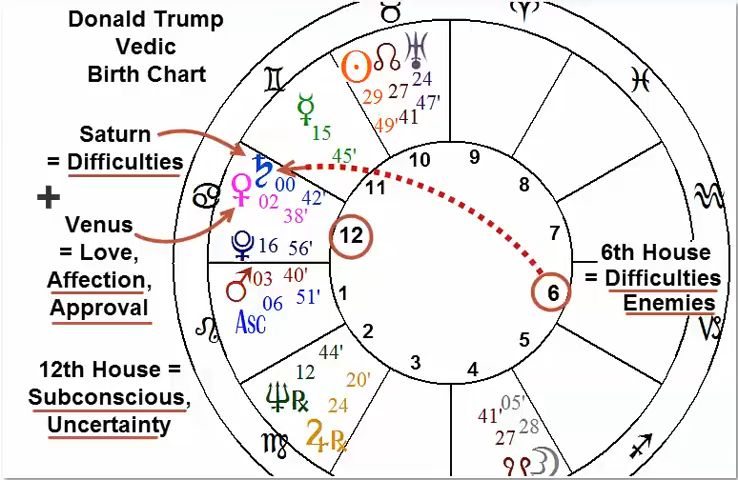 Donald Trump
Vedic
Birth Chart
24
27
29
47'
41
49'
15
45'
Saturn
= Difficulties
+
00
42'
02
38'
Venus
= Love,
Affection,
Approval
16 56'
03 40'
06 51'
Asc
10
9
11
8
12
7
1
6
2
5
3
4
6th House
= Difficulties
Enemies
12th House =
Subconscious,
Uncertainty
44'
12
20'
24
05'
41'
28
27